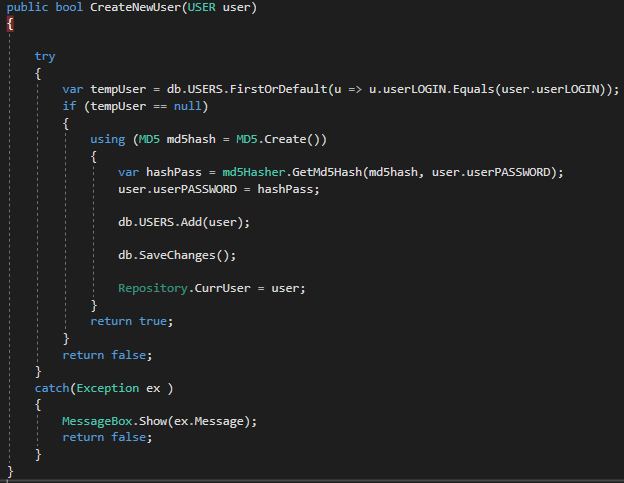 public bool CreateNewUser(USER user)
{
try
{
var tempUser = db.USERS.FirstOrDefault(u => u.userLOGIN.Equals(user.userLOGIN));
if (tempUser == null)
{
using (MD5 md5hash = MD5.Create())
{
var hashPass = md5Hasher.GetMd5Hash(md5hash, user.userPASSWORD);
user.userPASSWORD = hashPass;
db.USERS.Add(user);
db.SaveChanges();
Repository.CurrUser = user;
}
return true;
}
return false;
}
catch(Exception ex )
{
MessageBox.Show(ex.Message);
return false;
}
}